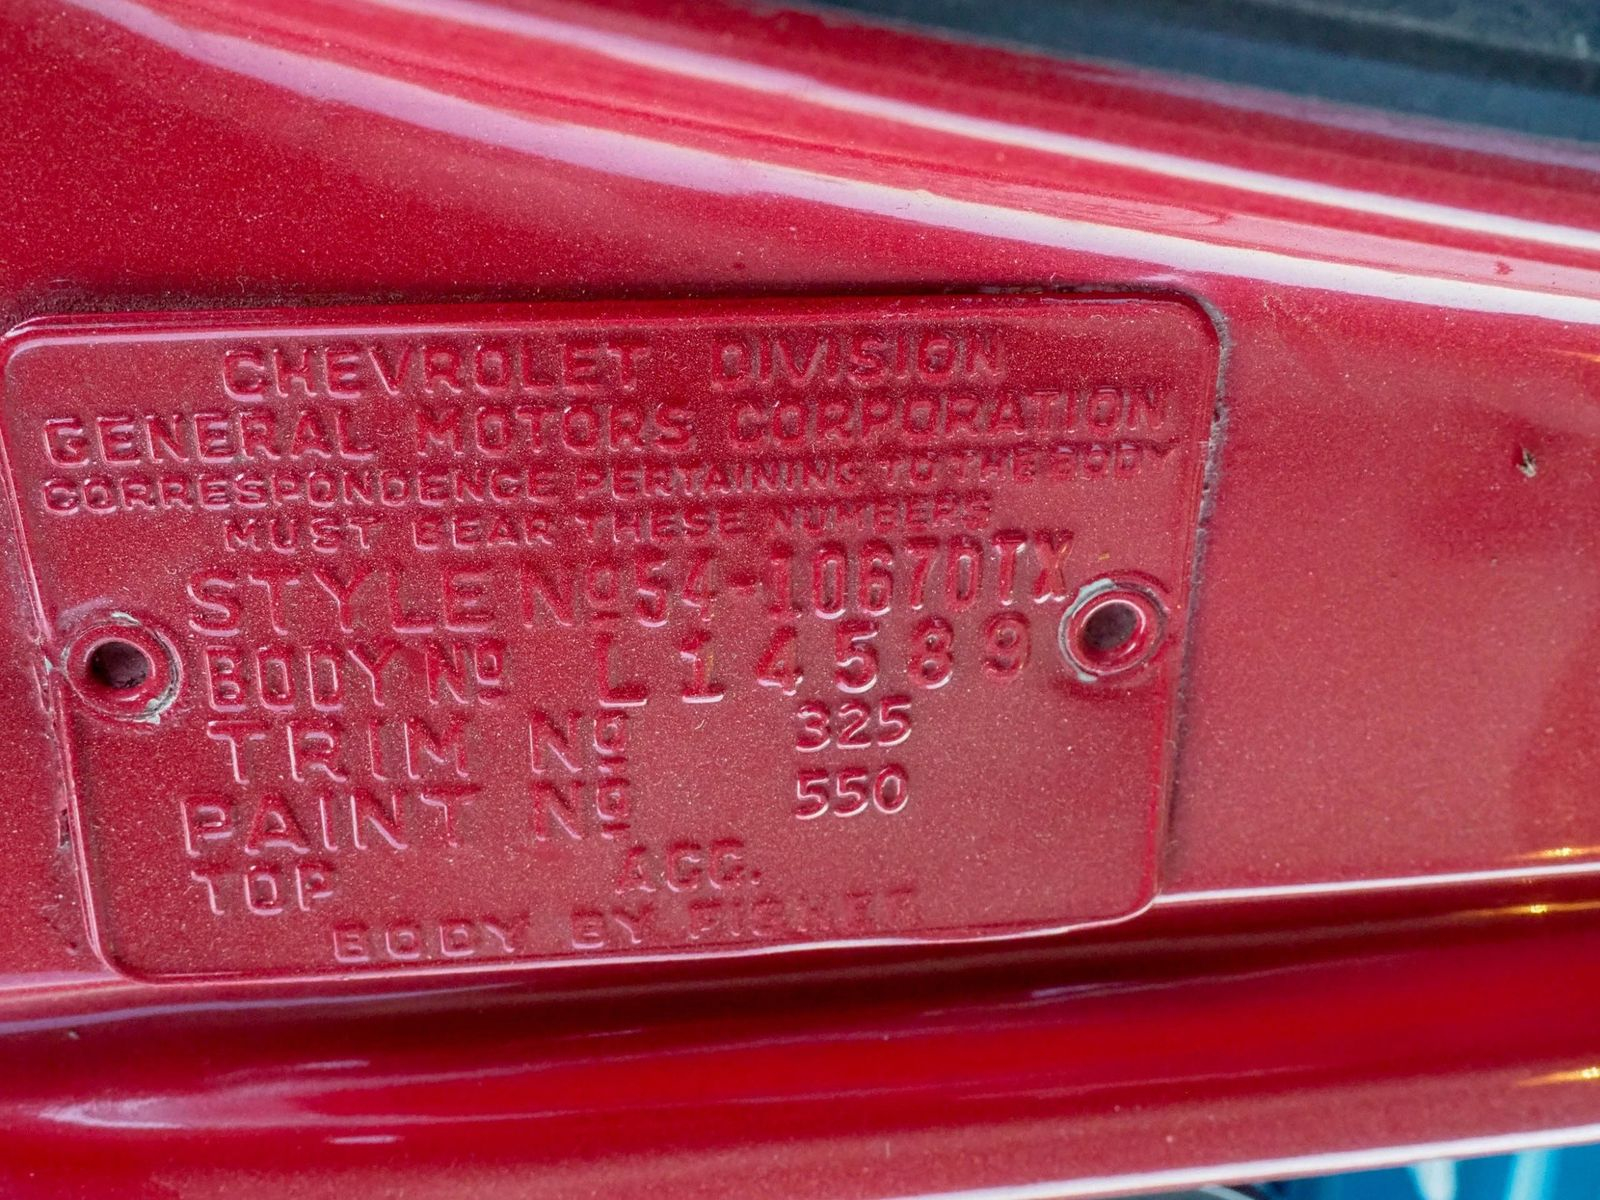 CHEVROLET DIVISION
GENERAL MOTORS CORPORATION
CORRESPONDENCE PERTAINING TO THE BODY
MUST BEAR THESE NUMBERS
STYLE Nº 54-1067DTX
BODY Nº L14589
TRIM Nº 325
PAINT Nº 550
TOP ACC.
BODY BY FISHER